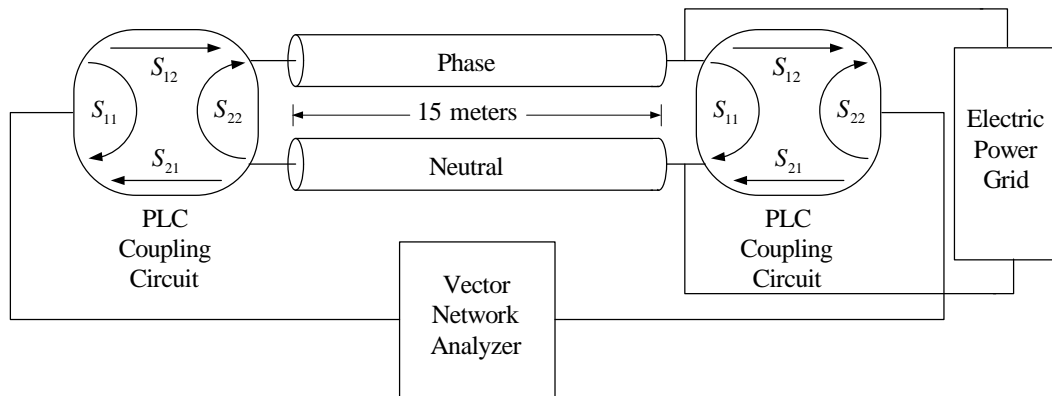 S12
S11
S22
S21
PLC
Coupling
Circuit
Phase
15 meters
Neutral
S12
S11
S22
S21
PLC
Coupling
Circuit
Electric
Power
Grid
Vector
Network
Analyzer